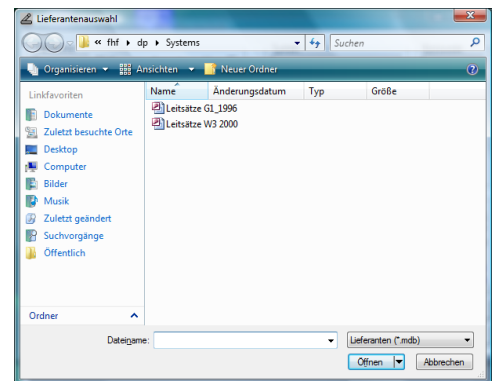 Lieferantenauswahl
« fhf dp Systems Suchen
Organisieren Ansichten Neuer Ordner
Linkfavoriten
Dokumente
Zuletzt besuchte Orte
Desktop
Computer
Bilder
Musik
Zuletzt geändert
Suchvorgänge
Öffentlich
Ordner
Name Änderungsdatum Typ Größe
Leitsätze G1_1996
Leitsätze W3 2000
Dateiname: Lieferanten (*.mdb)
Öffnen Abbrechen